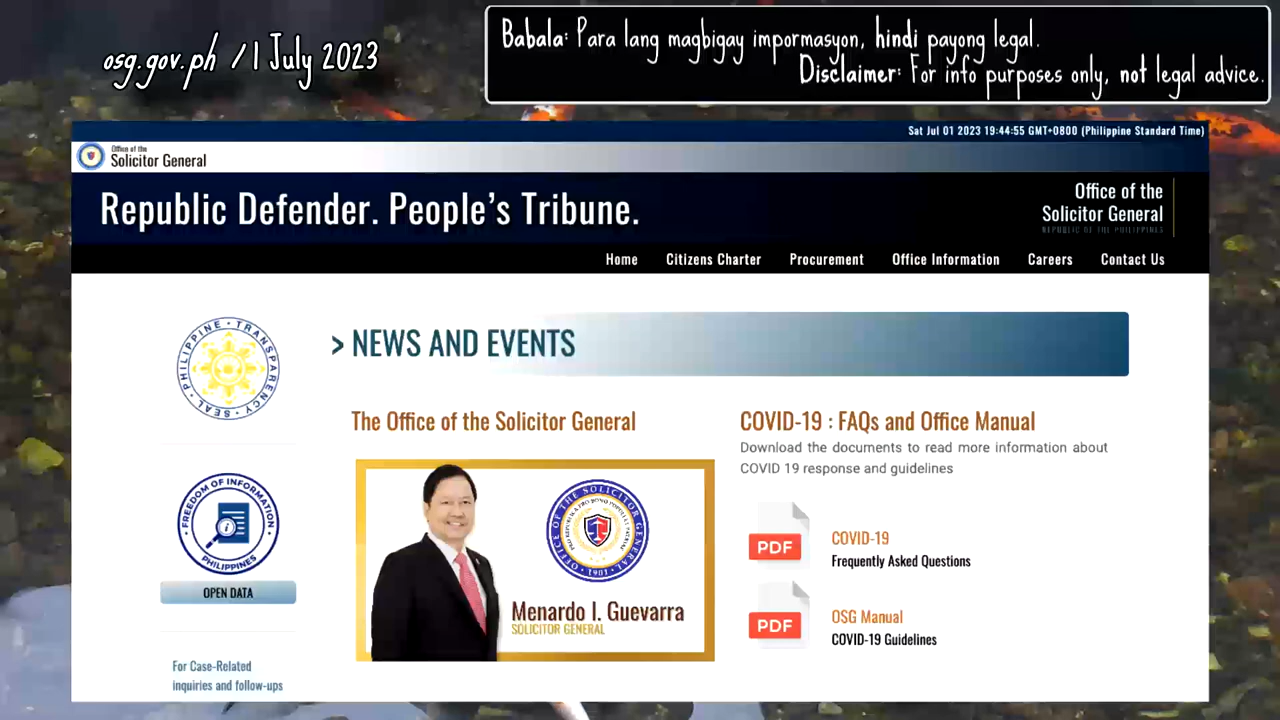 osg.gov.ph / 1 July 2023
Babala: Para lang magbigay impormasyon, hindi payong legal.
Disclaimer: For info purposes only, not legal advice.
Sat Jul 01 2023 19:44:55 GMT+0800 (Philippine Standard Time)
Office of the
Solicitor General
Republic Defender. People's Tribune.
Office of the
Solicitor General
REPUBLIC OF THE PHILIPPINES
Home Citizens Charter Procurement Office Information Careers Contact Us
PHILIPPINE • TRANSPARENCY SEAL •
> NEWS AND EVENTS
The Office of the Solicitor General
COVID-19 : FAQs and Office Manual
Download the documents to read more information about
COVID 19 response and guidelines
FREEDOM OF INFORMATION
PHILIPPINES
OPEN DATA
OFFICE OF THE SOLICITOR GENERAL
• 1901 •
Menardo I. Guevarra
SOLICITOR GENERAL
PDF
COVID-19
Frequently Asked Questions
PDF
OSG Manual
COVID-19 Guidelines
For Case-Related
inquiries and follow-ups